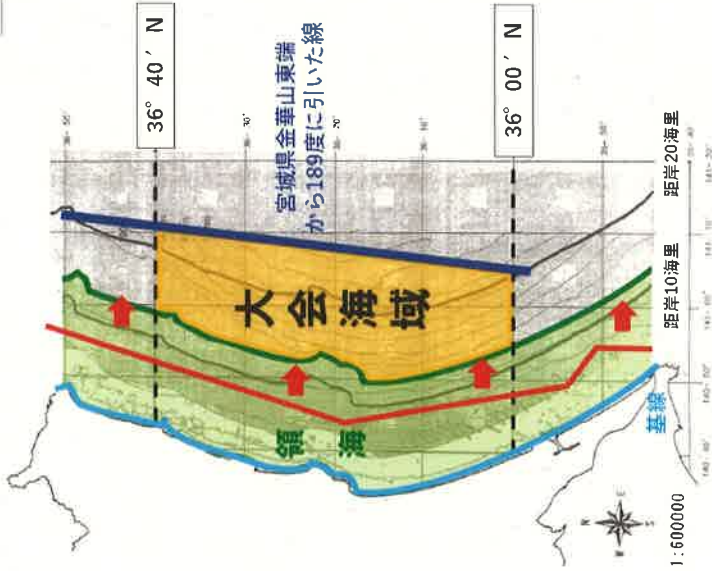 36° 40′ N
宮城県金華山東端
から189度に引いた線
36° 00′ N
大会海域
領海
距岸20海里
距岸10海里
基線
N
E
W
S
1:600000